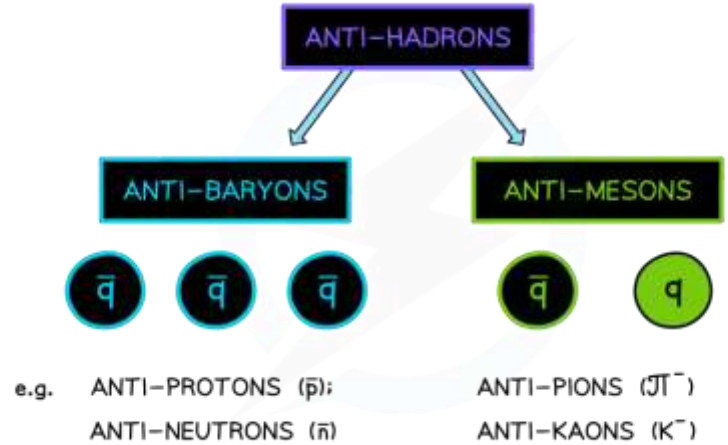 ANTI-HADRONS
ANTI-BARYONS ANTI-MESONS
q̄ q̄ q̄ q̄ q
e.g. ANTI-PROTONS (p̄); ANTI-PIONS (π⁻)
ANTI-NEUTRONS (n̄) ANTI-KAONS (K⁻)